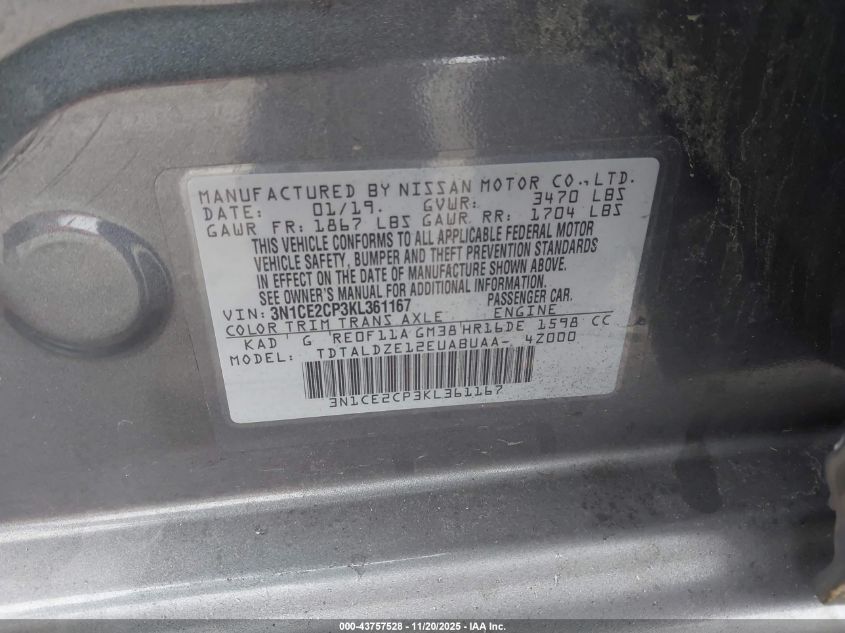 MANUFACTURED BY NISSAN MOTOR CO., LTD.
DATE: 01/19. GVWR: 3470 LBS
GAWR FR: 1867 LBS GAWR RR: 1704 LBS
THIS VEHICLE CONFORMS TO ALL APPLICABLE FEDERAL MOTOR
VEHICLE SAFETY, BUMPER AND THEFT PREVENTION STANDARDS
IN EFFECT ON THE DATE OF MANUFACTURE SHOWN ABOVE.
SEE OWNER'S MANUAL FOR ADDITIONAL INFORMATION.
VIN: 3N1CE2CP3KL361167 PASSENGER CAR.
COLOR TRIM TRANS AXLE ENGINE
KAD G RE0F11A GM38 HR16DE 1598 CC
MODEL: TDTALDZE12EUABUAA- 4Z000
3N1CE2CP3KL361167
000-43757528 - 11/20/2025 - IAA Inc.